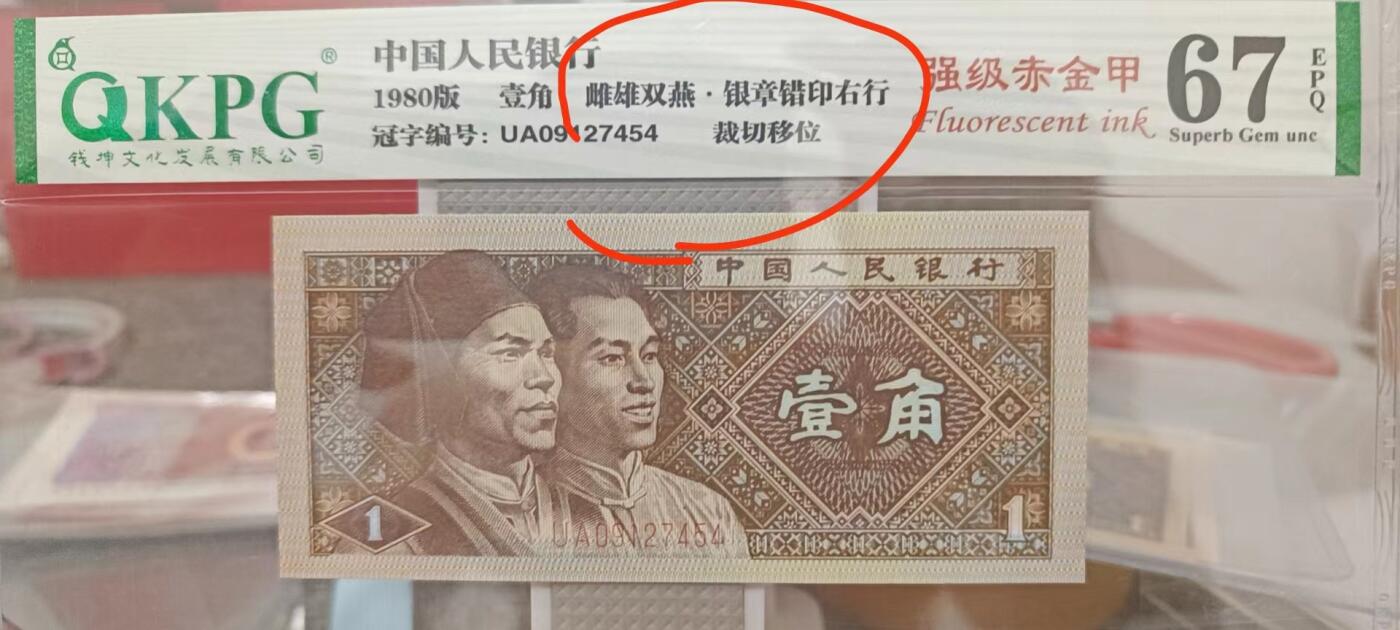 QKPG®
钱坤文化发展有限公司
中国人民银行
1980版 壹角 雌雄双燕·银章错印右行
冠字编号: UA09127454 裁切移位
强级赤金甲
Fluorescent ink
67
EPQ
Superb Gem unc
中国人民银行
壹角
1
UA09127454
1